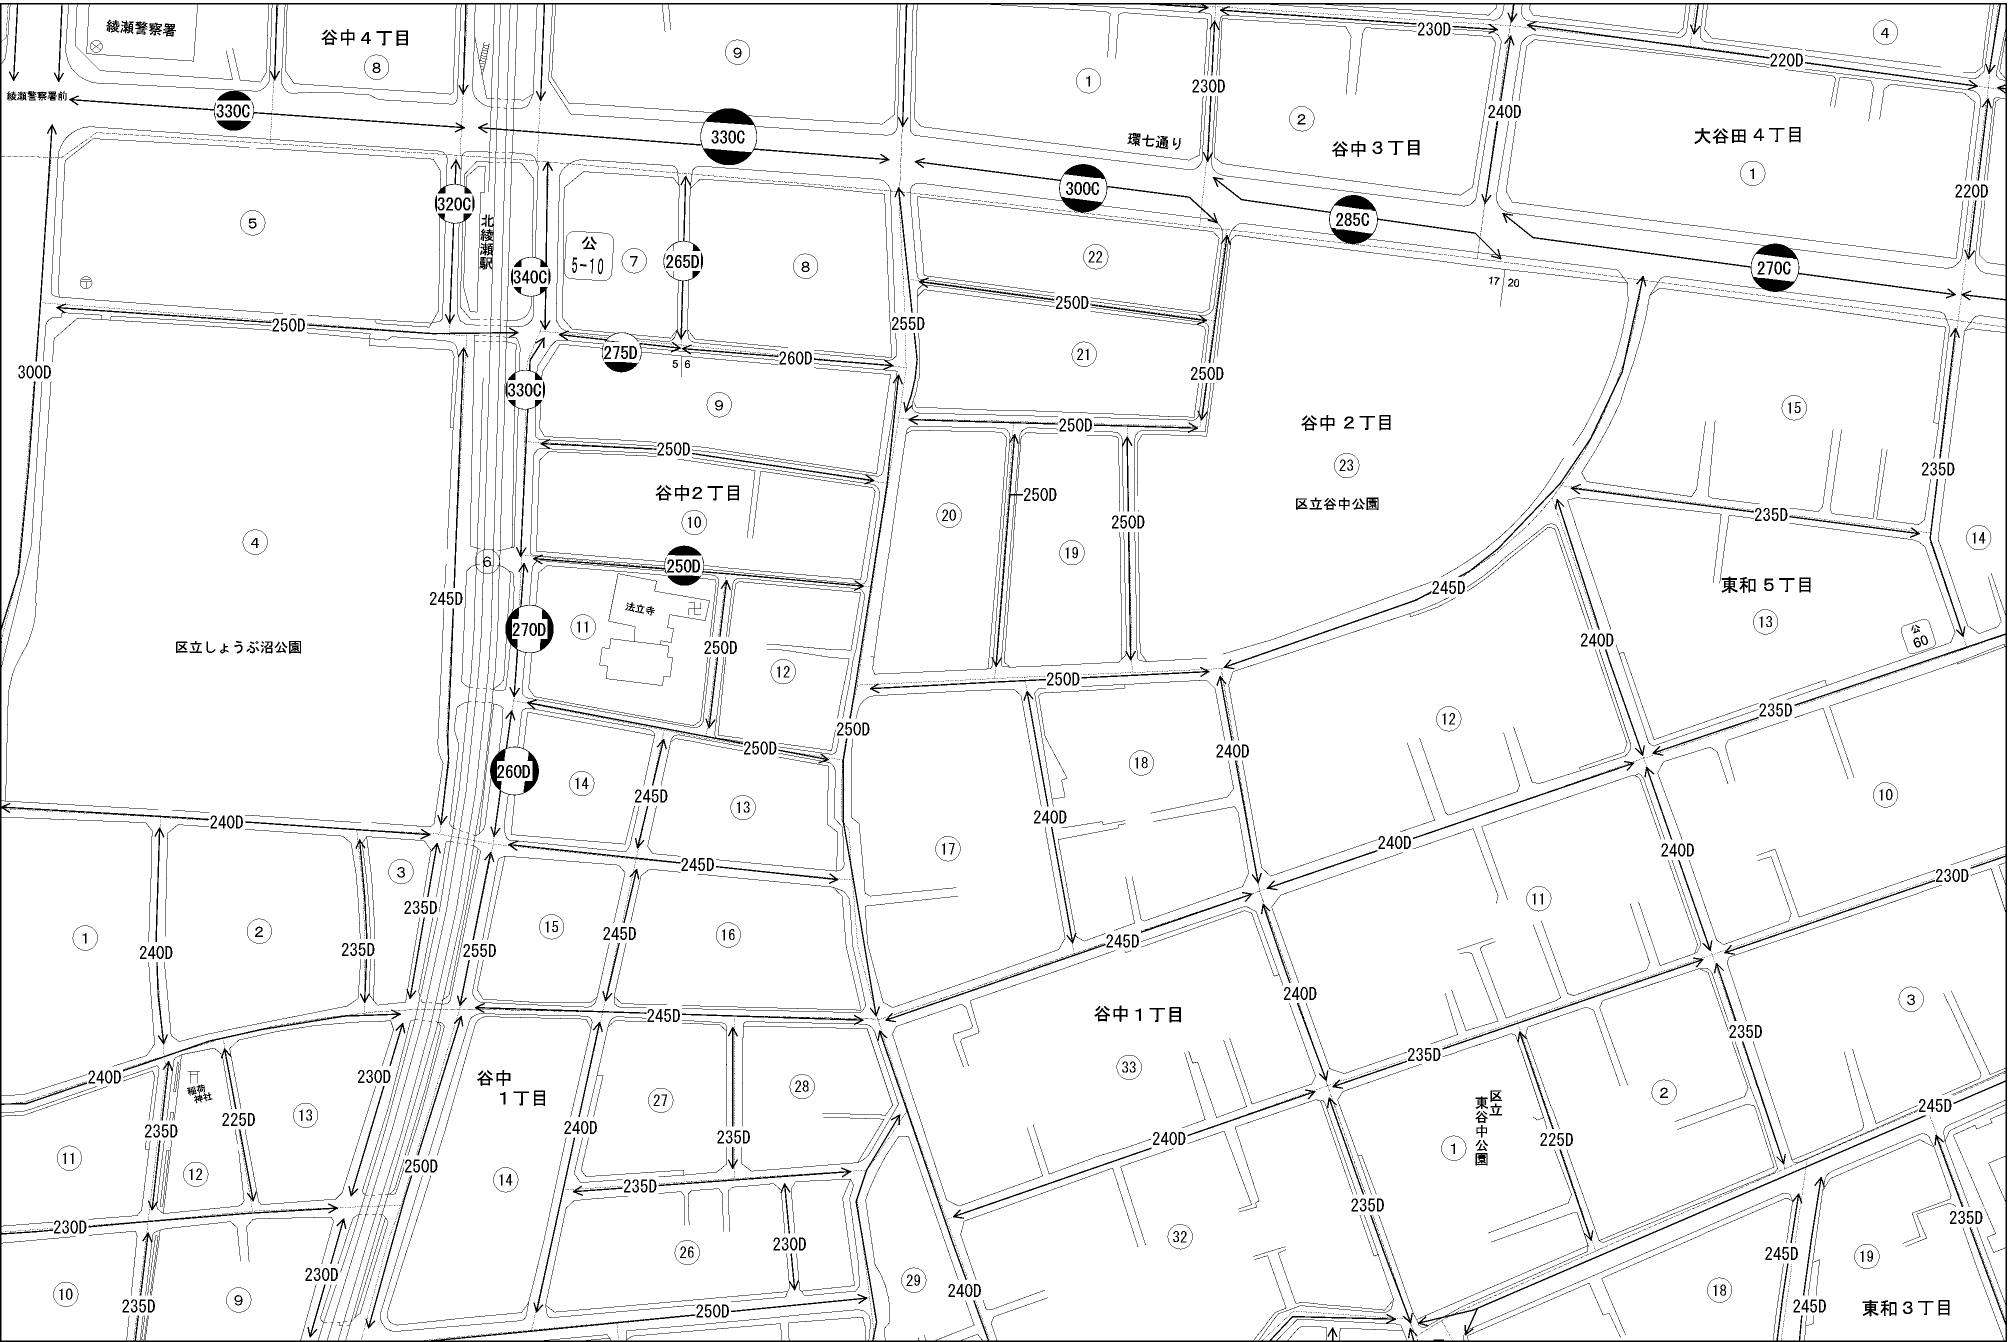 綾瀬警察署
谷中４丁目
8
9
1
230D
4
220D
綾瀬警察署前
330C
330C
230D
2
240D
大谷田４丁目
環七通り
谷中３丁目
1
300C
220D
320C
5
北綾瀬駅
公
5-10
7
265D
8
340C
22
285C
270C
17 20
250D
250D
255D
275D
260D
5 6
21
300D
330C
250D
9
250D
谷中２丁目
15
250D
250D
谷中２丁目
23
235D
10
250D
区立谷中公園
20
250D
19
235D
14
4
6
250D
245D
245D
東和５丁目
法立寺
11
270D
13
公
60
240D
区立しょうぶ沼公園
250D
12
250D
235D
12
250D
250D
240D
18
260D
14
245D
13
10
240D
240D
17
240D
240D
245D
3
230D
235D
11
15
245D
16
245D
1
2
240D
235D
255D
240D
3
245D
谷中１丁目
235D
235D
33
240D
230D
谷中
１丁目
28
27
稲荷
神社
13
225D
235D
240D
235D
区立
東谷中公園
2
245D
225D
240D
1
11
12
250D
14
235D
235D
230D
235D
26
230D
32
245D
19
29
240D
10
9
230D
235D
250D
18
245D
東和３丁目